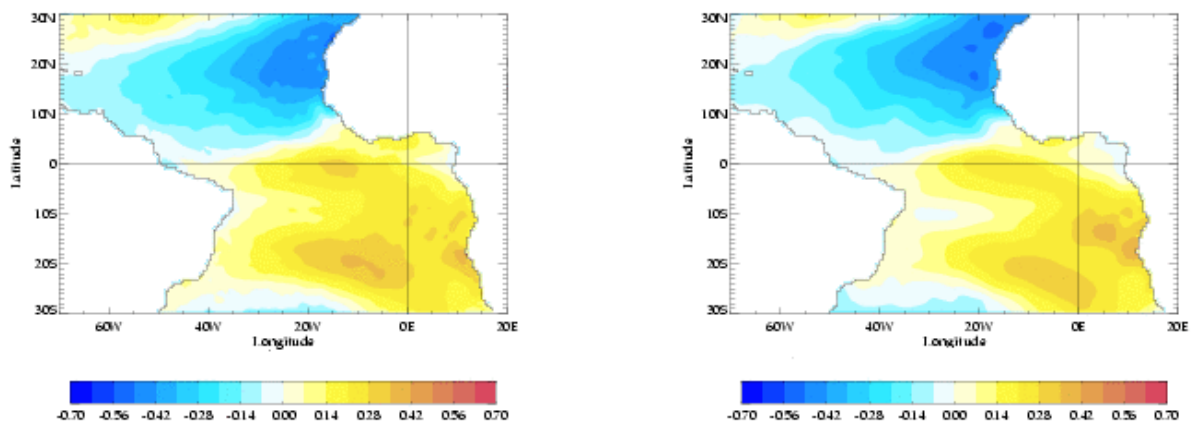 30N 30N
20N 20N
10N 10N
Latitude Latitude
0 0
10S 10S
20S 20S
30S 30S
60W 40W 20W 0E 20E 60W 40W 20W 0E 20E
Longitude Longitude
-0.70 -0.56 -0.42 -0.28 -0.14 0.00 0.14 0.28 0.42 0.56 0.70 -0.70 -0.56 -0.42 -0.28 -0.14 0.00 0.14 0.28 0.42 0.56 0.70